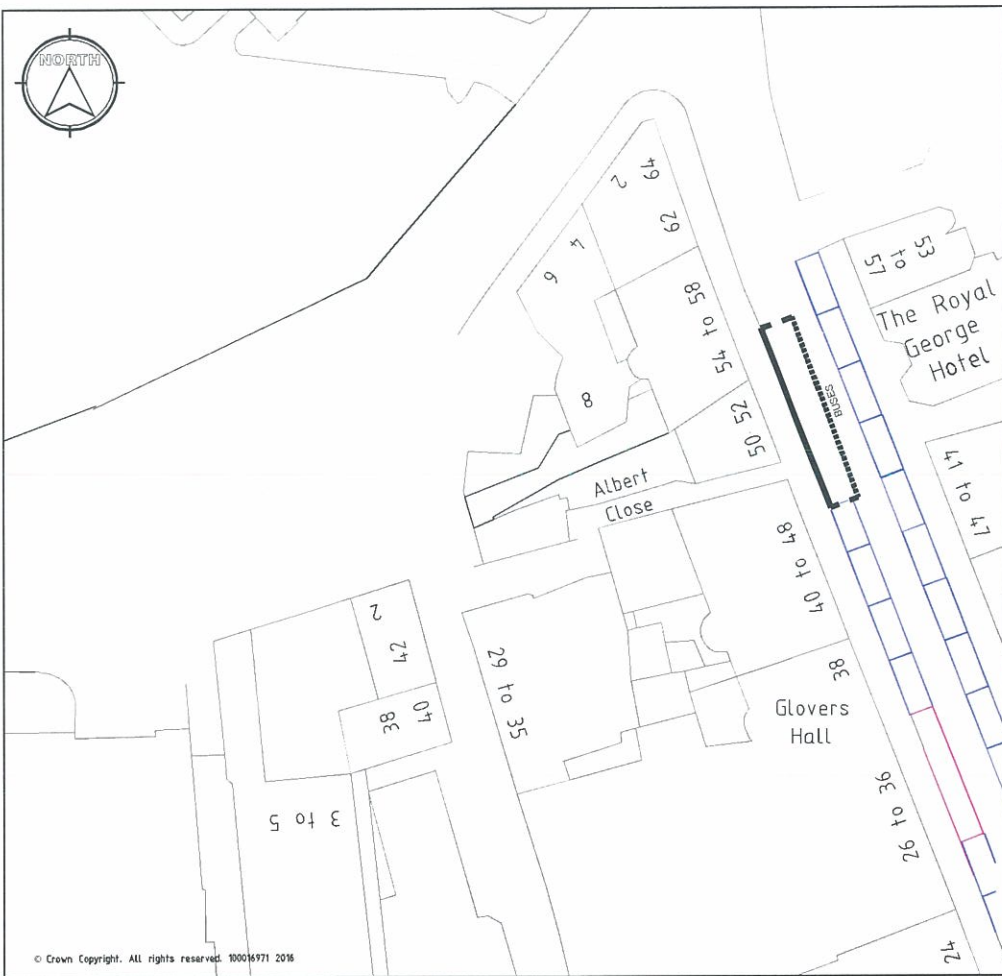 NORTH
2
64
62
4
6
54 to 58
8
50 52
53
to
57
The Royal
George
Hotel
BUSES
41 to 47
Albert
Close
40 to 48
2
42
40
38
53 to 62
38
Glovers
Hall
3 to 5
26 to 36
24
© Crown Copyright. All rights reserved. 100016971 2016